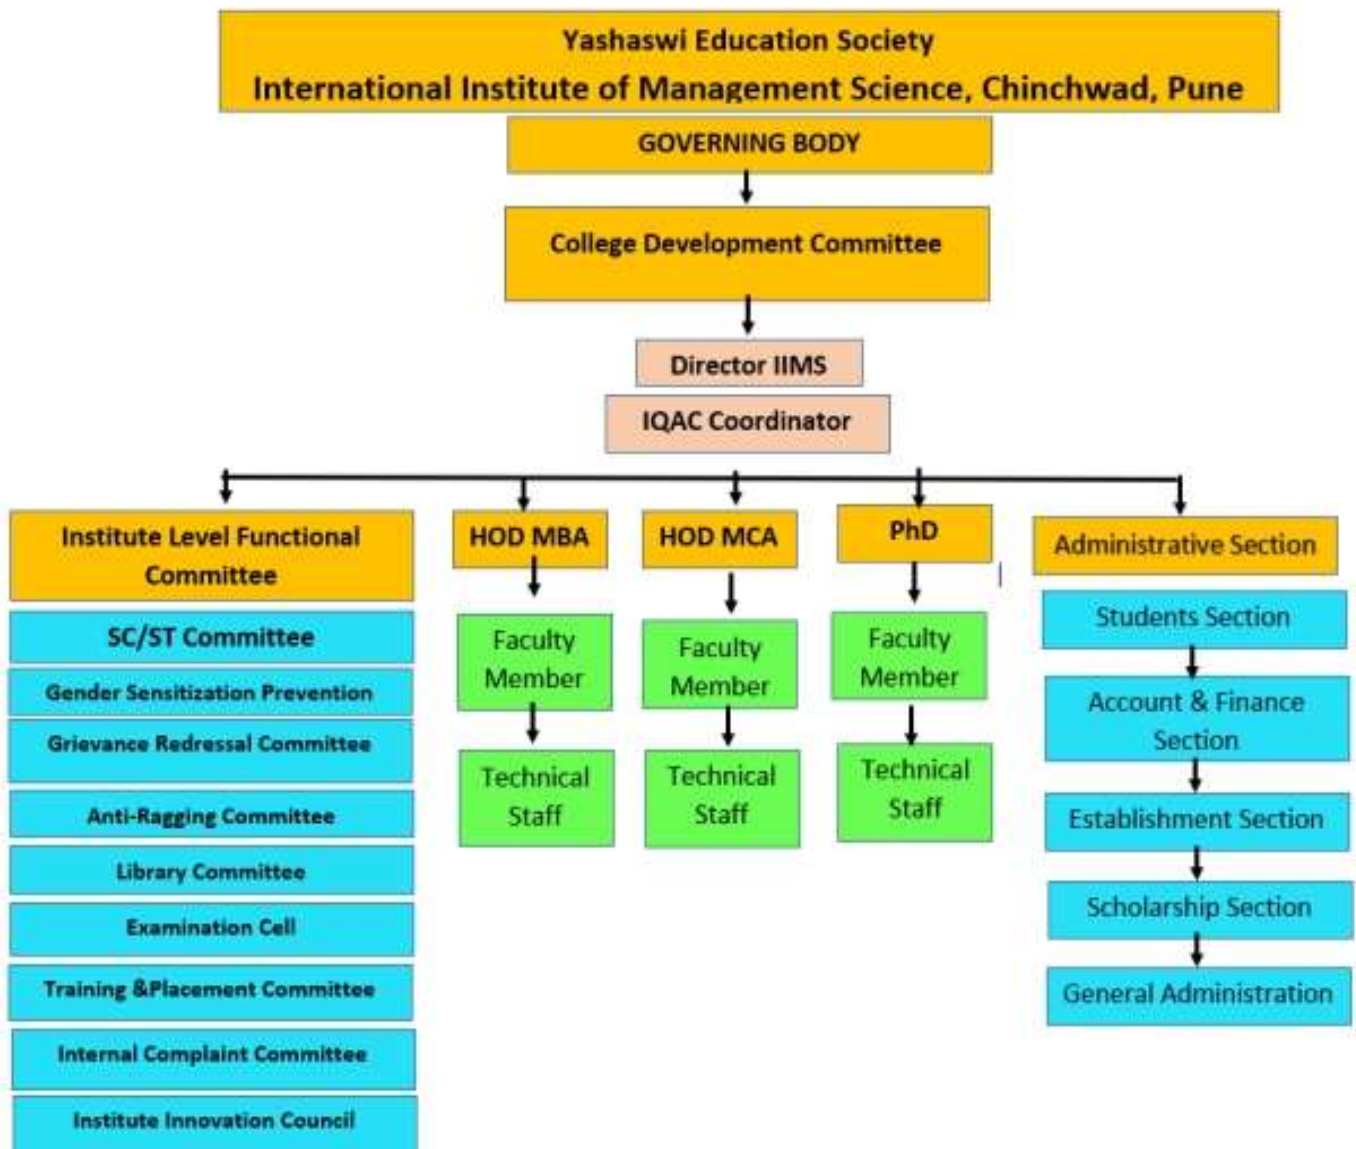 Yashaswi Education Society
International Institute of Management Science, Chinchwad, Pune
GOVERNING BODY
College Development Committee
Director IIMS
IQAC Coordinator
Institute Level Functional
Committee
SC/ST Committee
Gender Sensitization Prevention
Grievance Redressal Committee
Anti-Ragging Committee
Library Committee
Examination Cell
Training &Placement Committee
Internal Complaint Committee
Institute Innovation Council
HOD MBA
Faculty
Member
Technical
Staff
HOD MCA
Faculty
Member
Technical
Staff
PhD
Faculty
Member
Technical
Staff
Administrative Section
Students Section
Account & Finance
Section
Establishment Section
Scholarship Section
General Administration